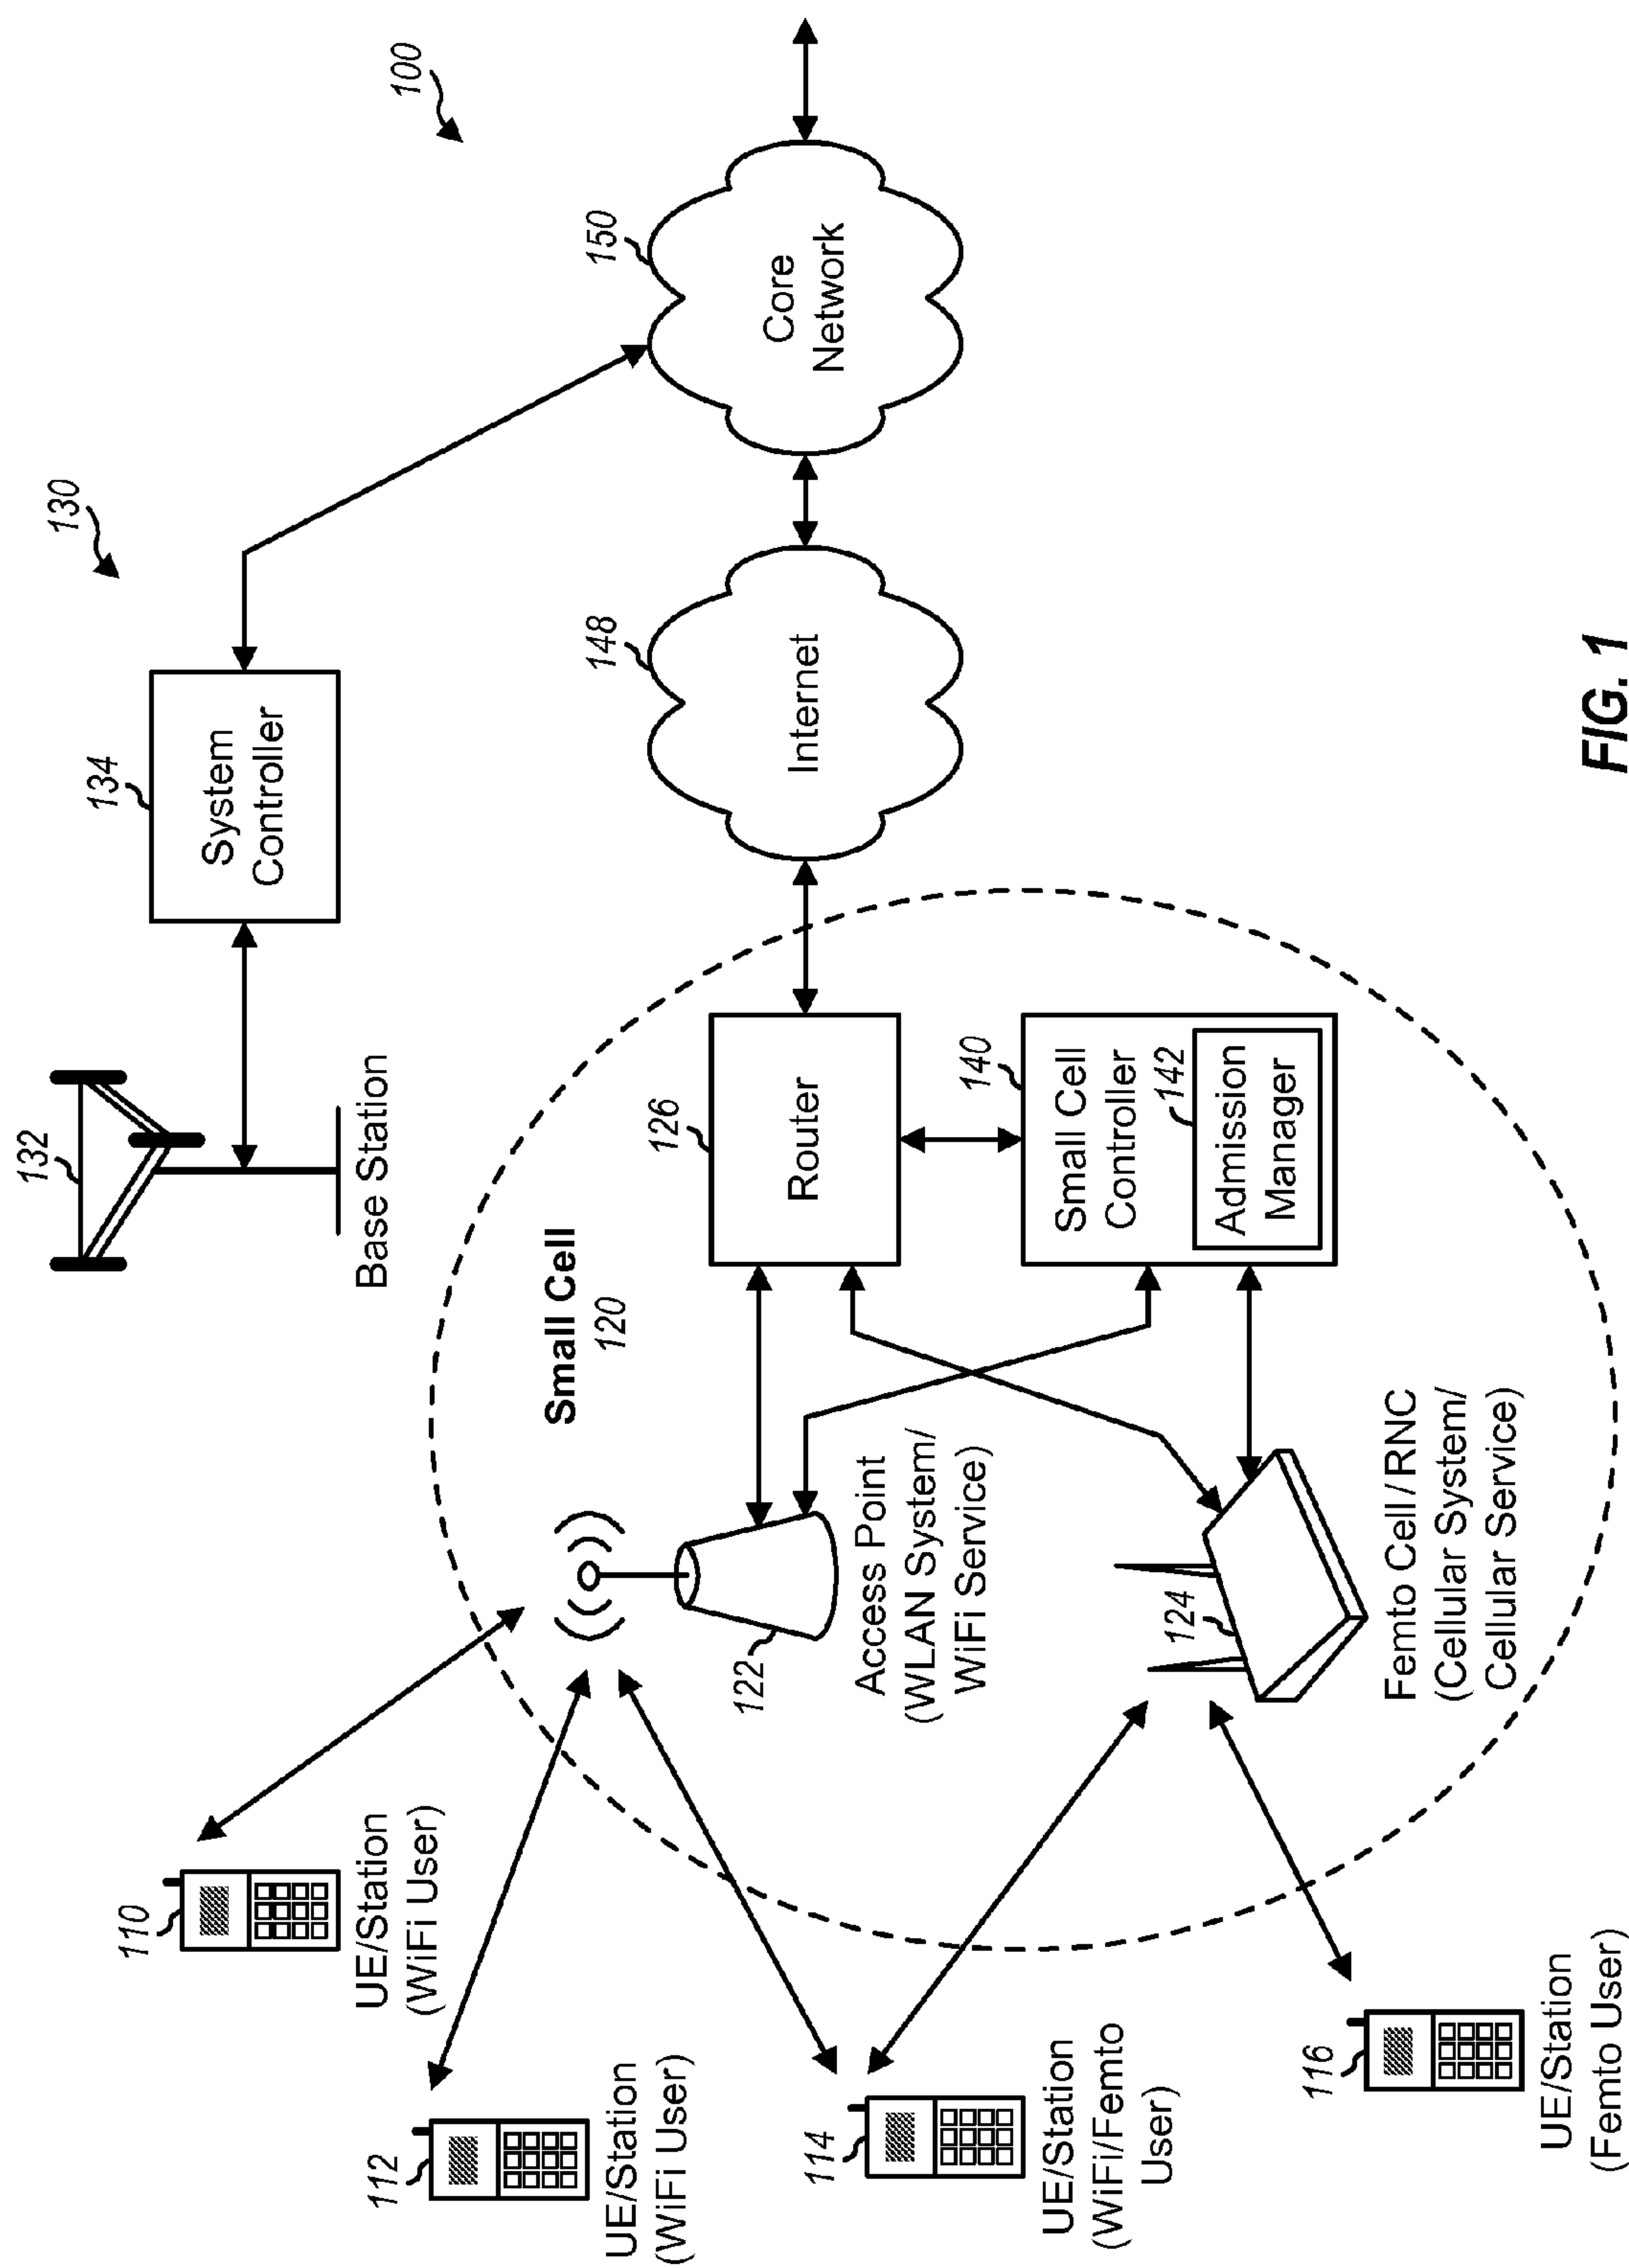 100
130
132
Base Station
134
System
Controller
150
Core
Network
148
Internet
Small Cell
120
126
Router
140
Small Cell
Controller
142
Admission
Manager
122
Access Point
(WLAN System/
WiFi Service)
124
Femto Cell/RNC
(Cellular System/
Cellular Service)
110
UE/Station
(WiFi User)
112
UE/Station
(WiFi User)
114
UE/Station
(WiFi/Femto
User)
116
UE/Station
(Femto User)
FIG. 1